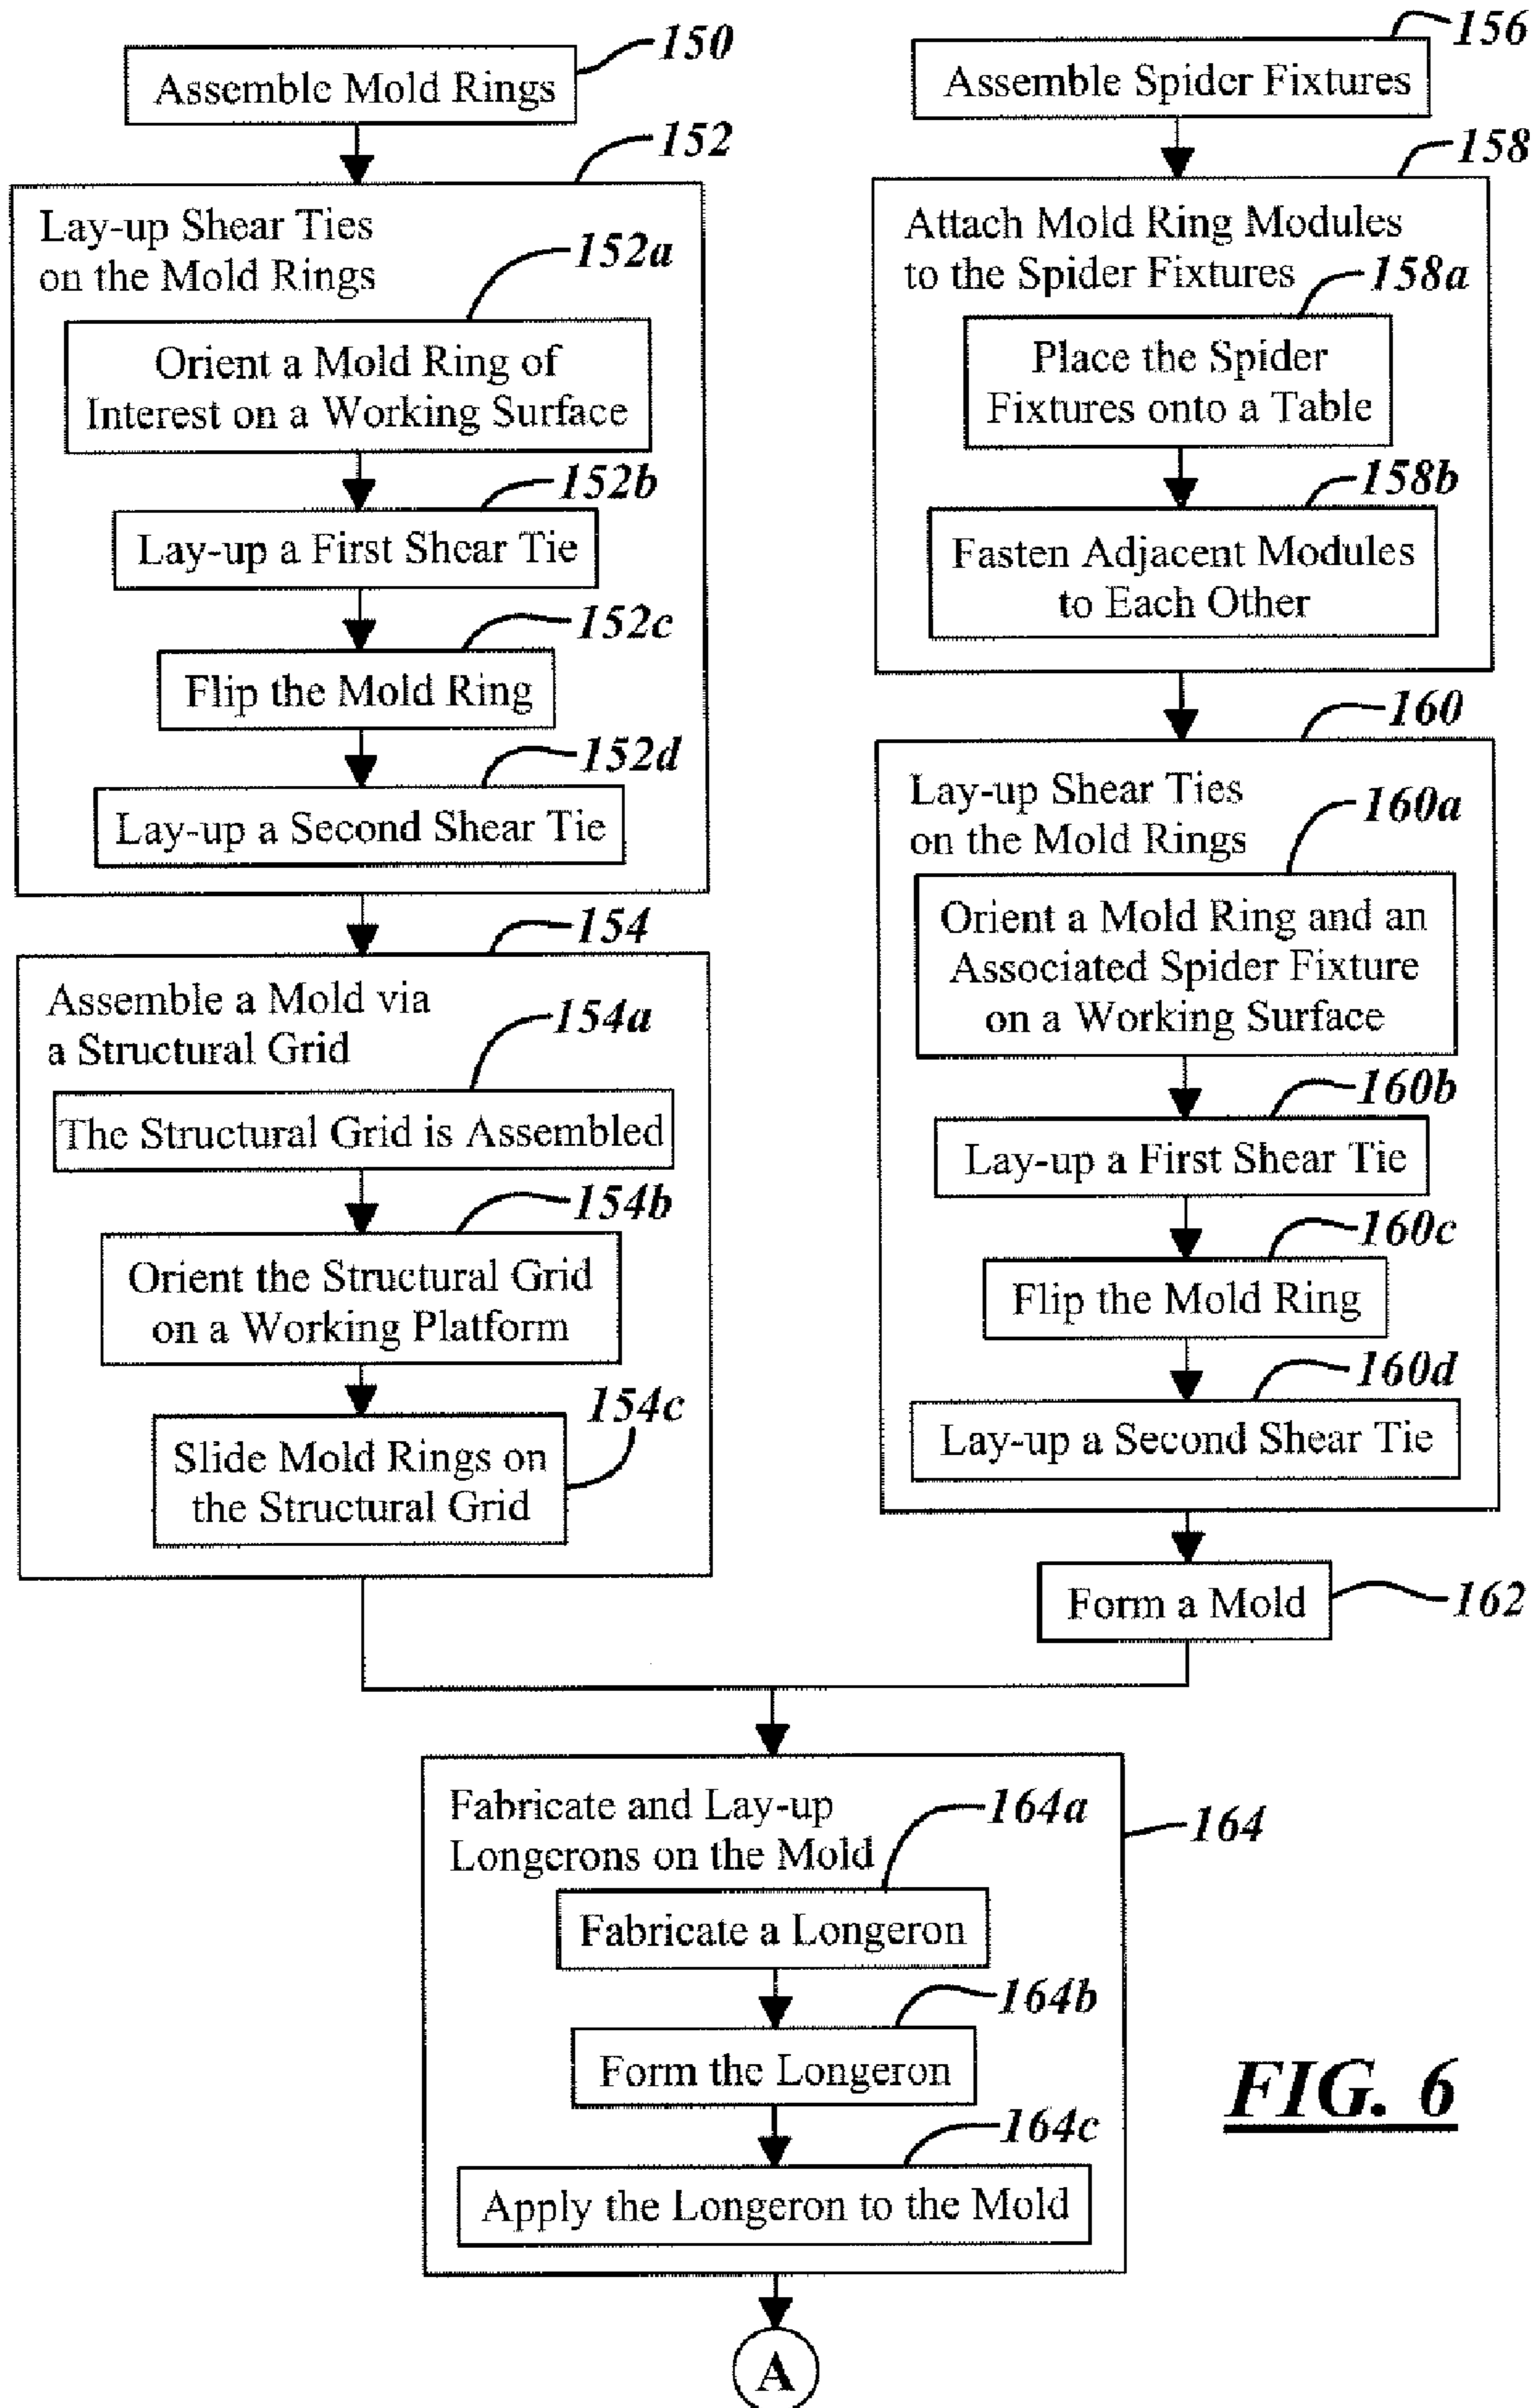 150
Assemble Mold Rings
152
Lay-up Shear Ties
on the Mold Rings
152a
Orient a Mold Ring of
Interest on a Working Surface
152b
Lay-up a First Shear Tie
152c
Flip the Mold Ring
152d
Lay-up a Second Shear Tie
154
Assemble a Mold via
a Structural Grid
154a
The Structural Grid is Assembled
154b
Orient the Structural Grid
on a Working Platform
154c
Slide Mold Rings on
the Structural Grid
156
Assemble Spider Fixtures
158
Attach Mold Ring Modules
to the Spider Fixtures
158a
Place the Spider
Fixtures onto a Table
158b
Fasten Adjacent Modules
to Each Other
160
Lay-up Shear Ties
on the Mold Rings
160a
Orient a Mold Ring and an
Associated Spider Fixture
on a Working Surface
160b
Lay-up a First Shear Tie
160c
Flip the Mold Ring
160d
Lay-up a Second Shear Tie
Form a Mold
162
164
Fabricate and Lay-up
Longerons on the Mold
164a
Fabricate a Longeron
164b
Form the Longeron
164c
Apply the Longeron to the Mold
A
FIG. 6